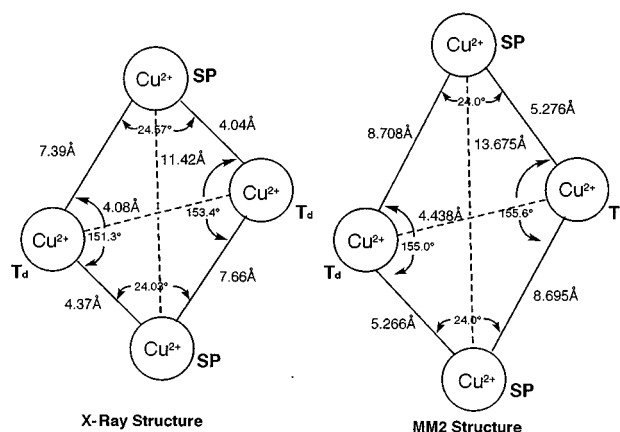 Cu²⁺ SP
24.57°
4.04Å
7.39Å
11.42Å
4.08Å
Cu²⁺
153.4°
Td
Cu²⁺
151.3°
Td
24.03°
7.66Å
4.37Å
Cu²⁺
SP
X-Ray Structure
Cu²⁺ SP
24.0°
5.276Å
8.708Å
13.675Å
Cu²⁺
4.438Å
155.6°
T
Cu²⁺
155.0°
Td
8.695Å
5.266Å
24.0°
Cu²⁺
SP
MM2 Structure